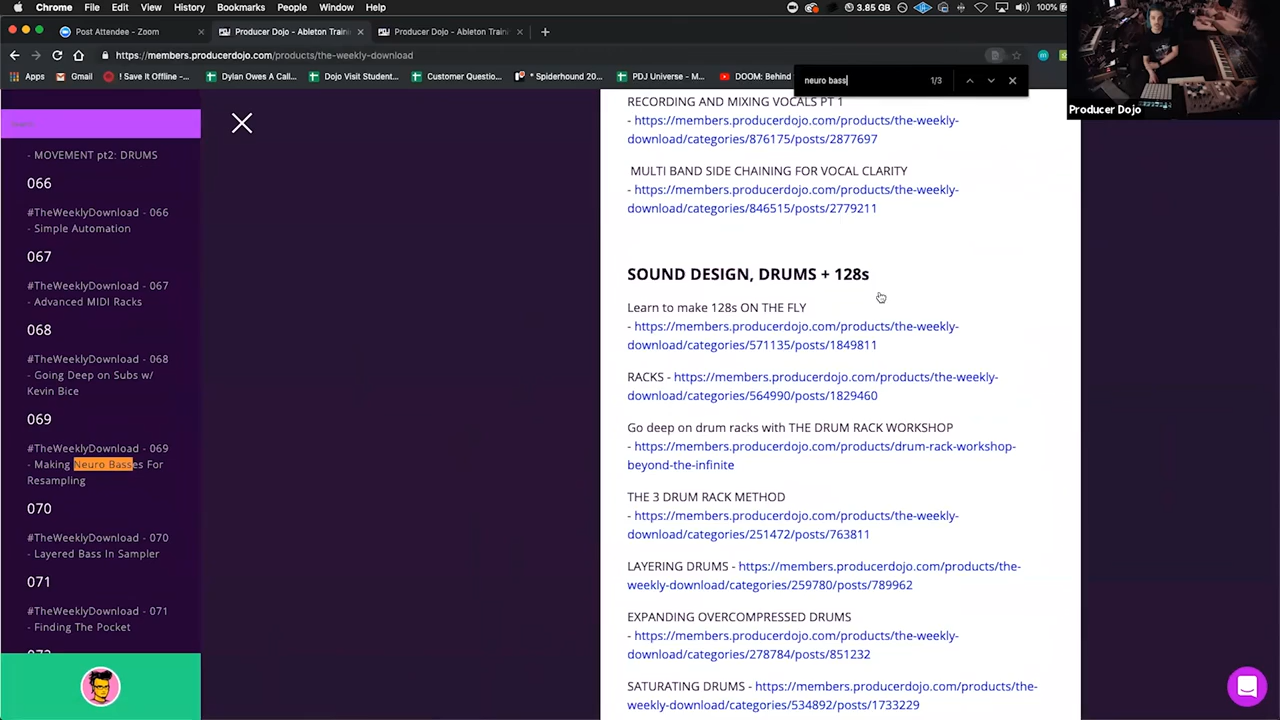 Chrome File Edit View History Bookmarks People Window Help
3.85 GB
100%
Post Attendee - Zoom
Producer Dojo - Ableton Traini
Producer Dojo - Ableton Traini
https://members.producerdojo.com/products/the-weekly-download
Apps
Gmail
! Save It Offline -...
Dylan Owes A Call...
Dojo Visit Student...
Customer Question...
* Spiderhound 20...
PDJ Universe - M...
DOOM: Behind
neuro bass
1/3
Producer Dojo
- MOVEMENT pt2: DRUMS
066
#TheWeeklyDownload - 066
- Simple Automation
067
#TheWeeklyDownload - 067
- Advanced MIDI Racks
068
#TheWeeklyDownload - 068
- Going Deep on Subs w/
Kevin Bice
069
#TheWeeklyDownload - 069
- Making Neuro Basses For
Resampling
070
#TheWeeklyDownload - 070
- Layered Bass In Sampler
071
#TheWeeklyDownload - 071
- Finding The Pocket
RECORDING AND MIXING VOCALS PT 1
- https://members.producerdojo.com/products/the-weekly-
download/categories/876175/posts/2877697
MULTI BAND SIDE CHAINING FOR VOCAL CLARITY
- https://members.producerdojo.com/products/the-weekly-
download/categories/846515/posts/2779211
SOUND DESIGN, DRUMS + 128s
Learn to make 128s ON THE FLY
- https://members.producerdojo.com/products/the-weekly-
download/categories/571135/posts/1849811
RACKS - https://members.producerdojo.com/products/the-weekly-
download/categories/564990/posts/1829460
Go deep on drum racks with THE DRUM RACK WORKSHOP
- https://members.producerdojo.com/products/drum-rack-workshop-
beyond-the-infinite
THE 3 DRUM RACK METHOD
- https://members.producerdojo.com/products/the-weekly-
download/categories/251472/posts/763811
LAYERING DRUMS - https://members.producerdojo.com/products/the-
weekly-download/categories/259780/posts/789962
EXPANDING OVERCOMPRESSED DRUMS
- https://members.producerdojo.com/products/the-weekly-
download/categories/278784/posts/851232
SATURATING DRUMS - https://members.producerdojo.com/products/the-
weekly-download/categories/534892/posts/1733229